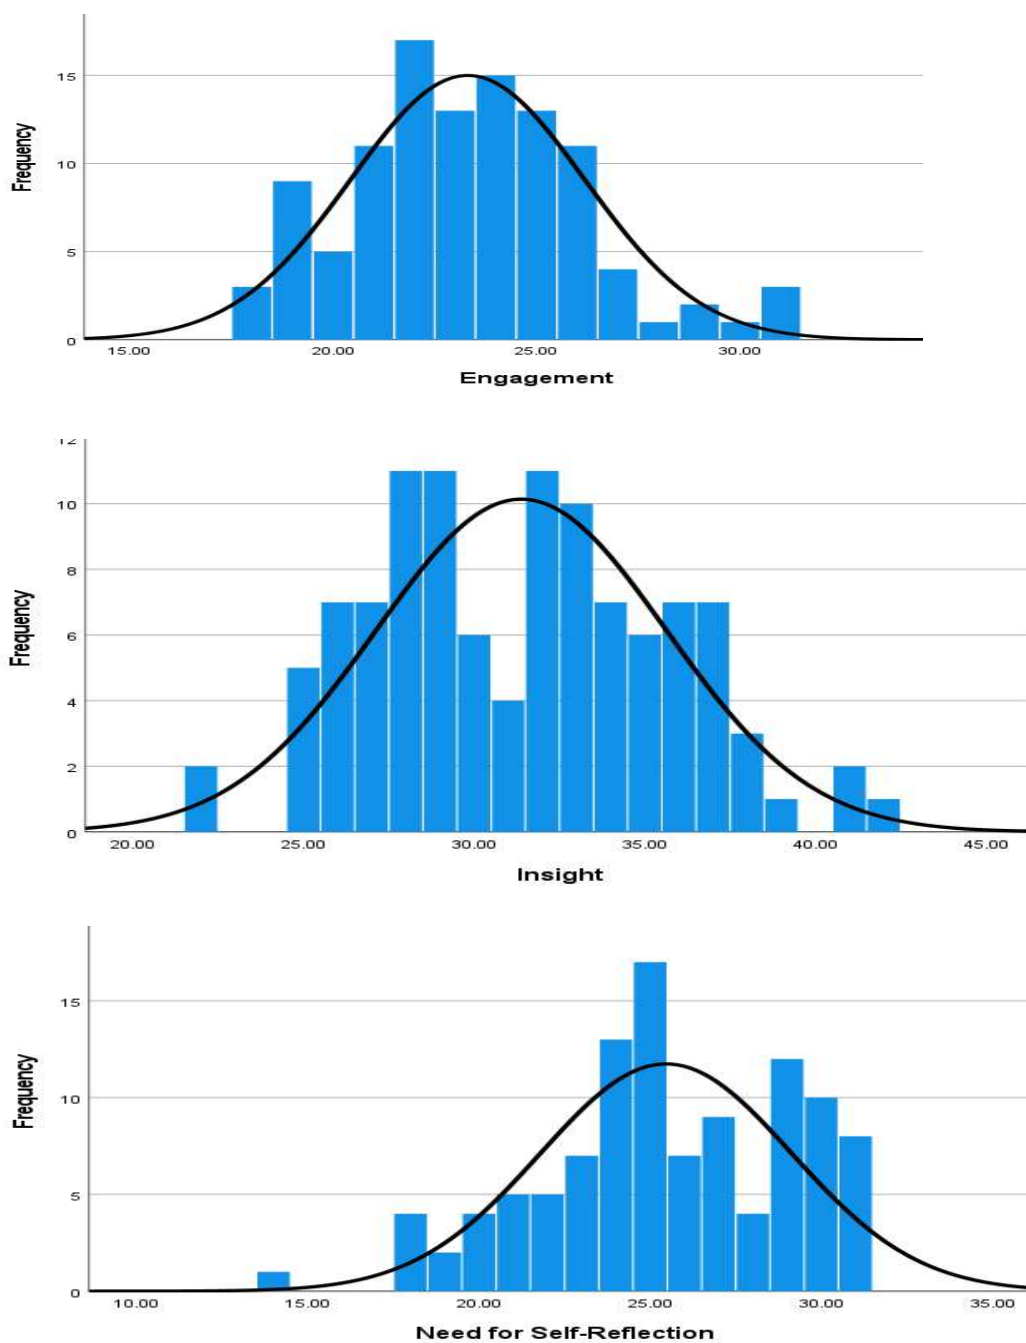 Frequency
15
10
5
0
15.00 20.00 25.00 30.00
Engagement
Frequency
12
10
8
6
4
2
0
20.00 25.00 30.00 35.00 40.00 45.00
Insight
Frequency
15
10
5
0
10.00 15.00 20.00 25.00 30.00 35.00
Need for Self-Reflection